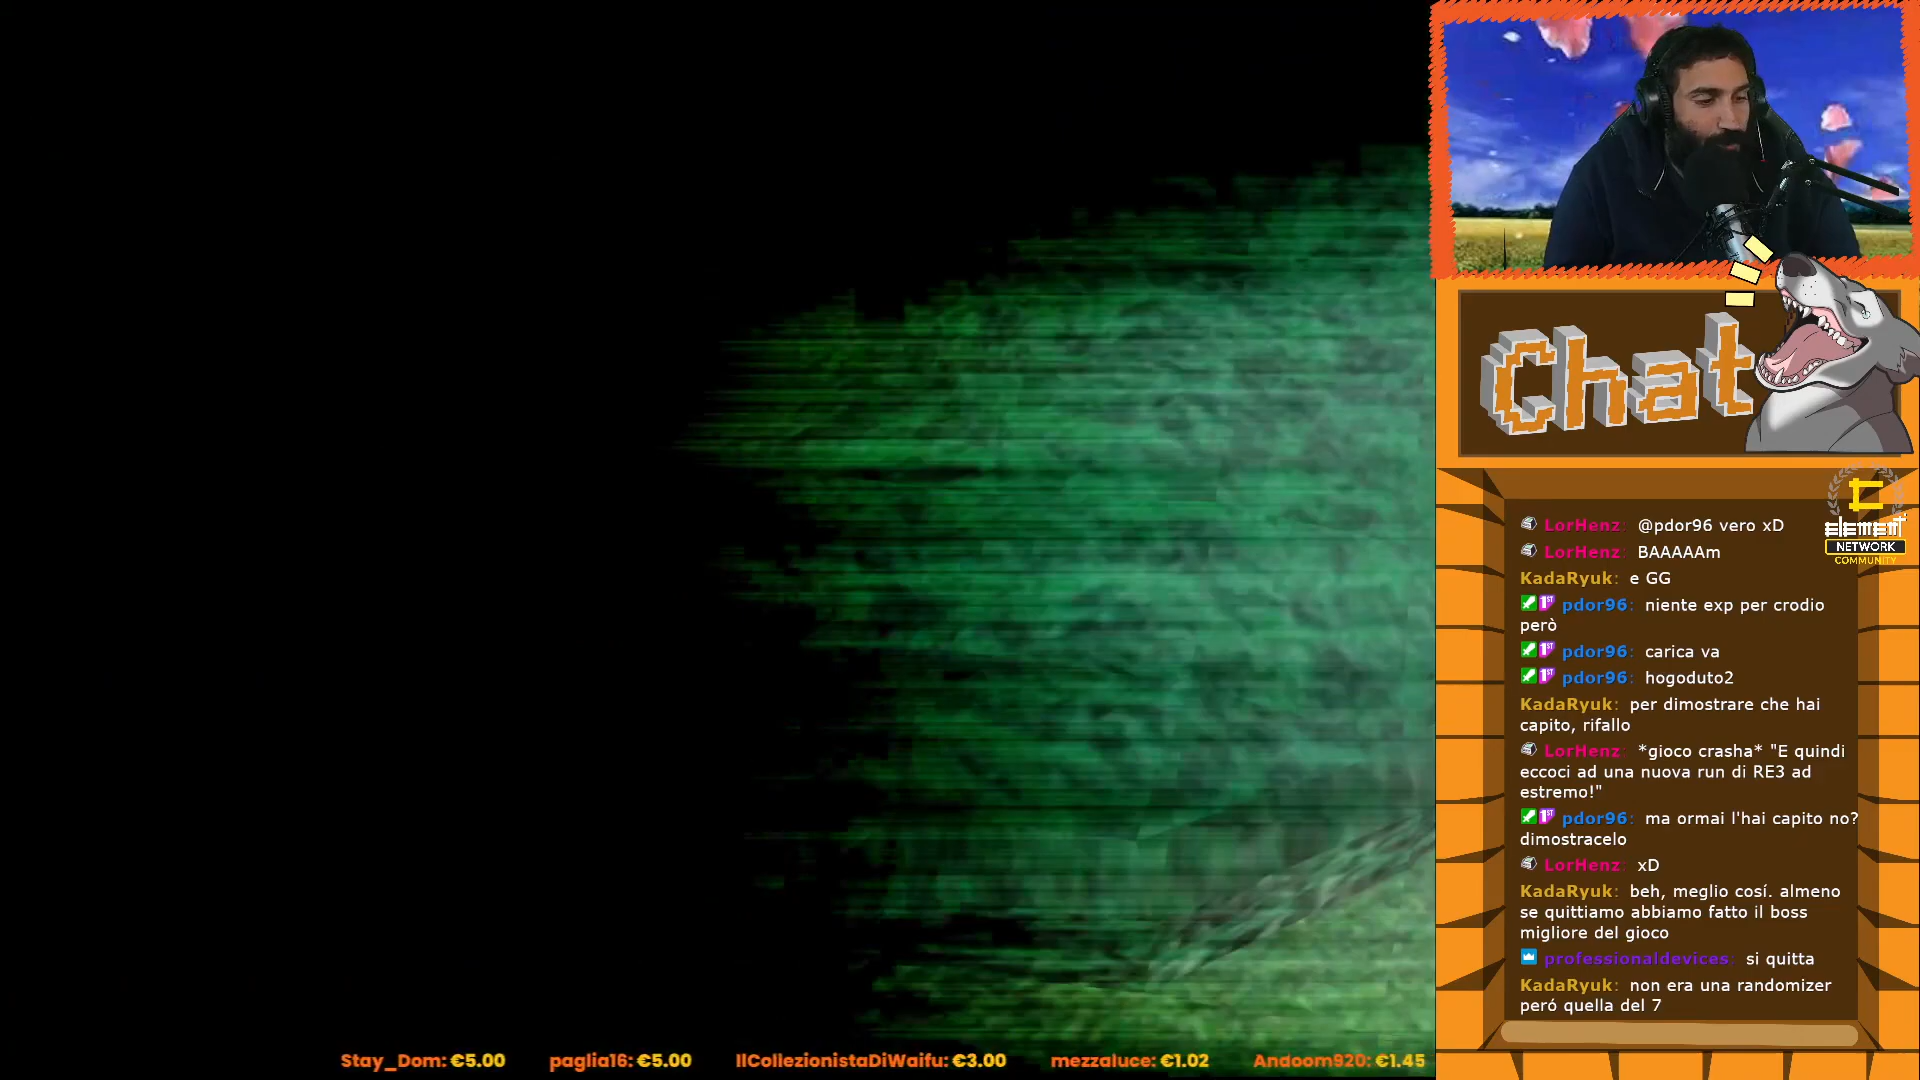 Chat
ELEMENT
NETWORK
COMMUNITY
LorHenz: @pdor96 vero xD
LorHenz: BAAAAAm
KadaRyuk: e GG
pdor96: niente exp per crodio
però
pdor96: carica va
pdor96: hogoduto2
KadaRyuk: per dimostrare che hai
capito, rifallo
LorHenz: *gioco crasha* "E quindi
eccoci ad una nuova run di RE3 ad
estremo!"
pdor96: ma ormai l'hai capito no?
dimostracelo
LorHenz: xD
KadaRyuk: beh, meglio cosí. almeno
se quittiamo abbiamo fatto il boss
migliore del gioco
professionaldevices: si quitta
KadaRyuk: non era una randomizer
peró quella del 7
Stay_Dom: €5.00 paglia16: €5.00 IlCollezionistaDiWaifu: €3.00 mezzaluce: €1.02 Andoom920: €1.45